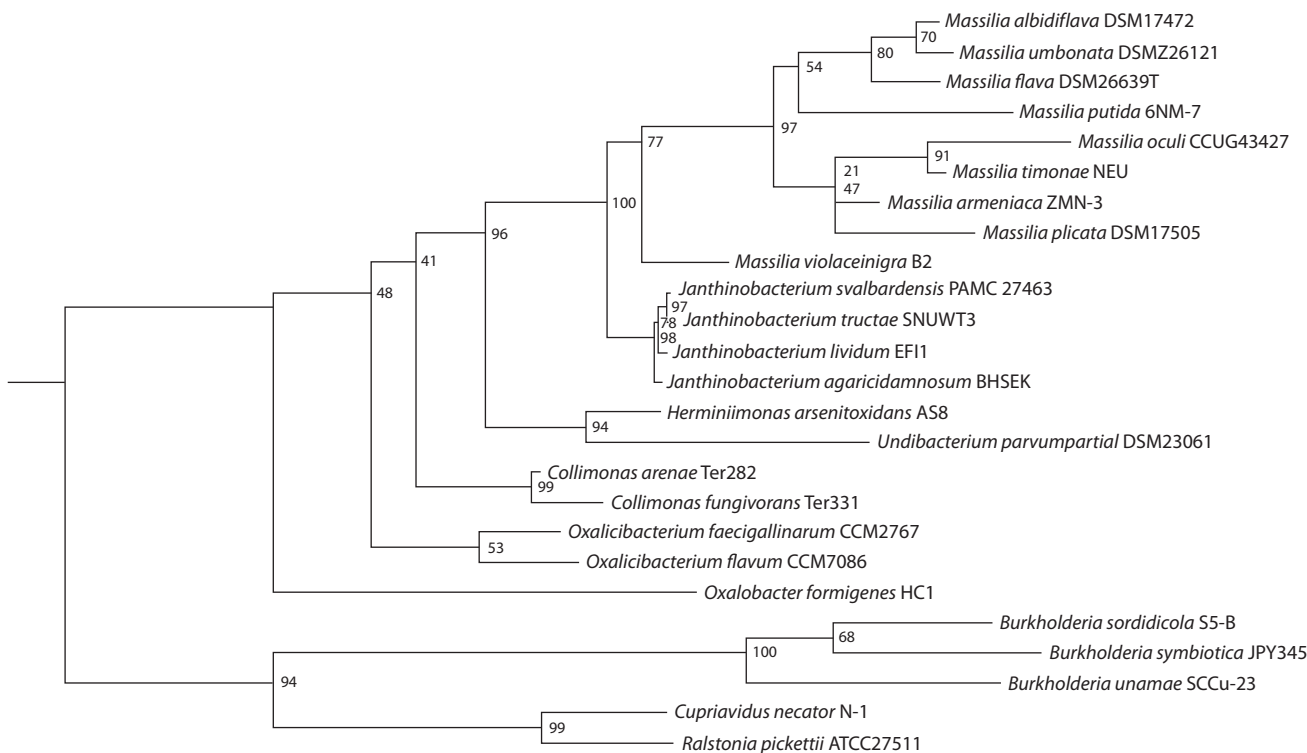 Massilia albidiflava DSM17472
70
Massilia umbonata DSMZ26121
80
54
Massilia flava DSM26639T
Massilia putida 6NM-7
97
77
Massilia oculi CCUG43427
91
21
Massilia timonae NEU
47
Massilia armeniaca ZMN-3
100
Massilia plicata DSM17505
96
41
Massilia violaceinigra B2
48
Janthinobacterium svalbardensis PAMC 27463
97
78
Janthinobacterium tructae SNUWT3
98
Janthinobacterium lividum EFI1
Janthinobacterium agaricidamnosum BHSEK
Herminiimonas arsenitoxidans AS8
94
Undibacterium parvumpartial DSM23061
Collimonas arenae Ter282
99
Collimonas fungivorans Ter331
Oxalicibacterium faecigallinarum CCM2767
53
Oxalicibacterium flavum CCM7086
Oxalobacter formigenes HC1
Burkholderia sordidicola S5-B
68
100
Burkholderia symbiotica JPY345
94
Burkholderia unamae SCCu-23
Cupriavidus necator N-1
99
Ralstonia pickettii ATCC27511